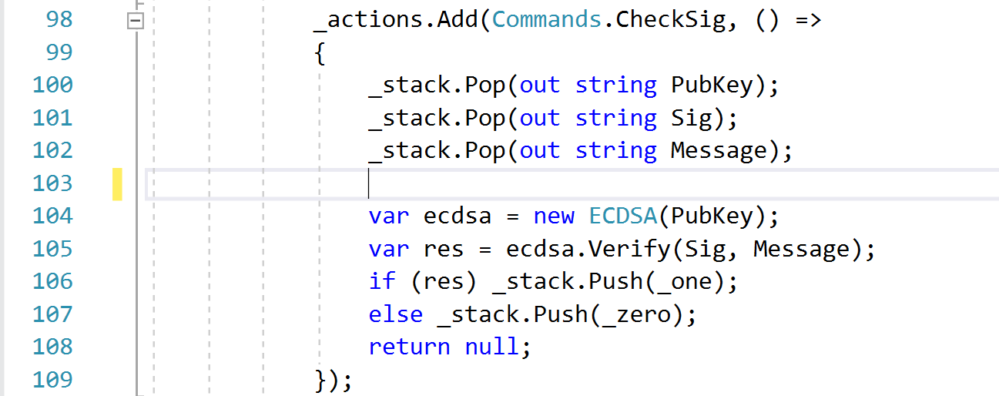 98 _actions.Add(Commands.CheckSig, () =>
99 {
100 _stack.Pop(out string PubKey);
101 _stack.Pop(out string Sig);
102 _stack.Pop(out string Message);
103
104 var ecdsa = new ECDSA(PubKey);
105 var res = ecdsa.Verify(Sig, Message);
106 if (res) _stack.Push(_one);
107 else _stack.Push(_zero);
108 return null;
109 });